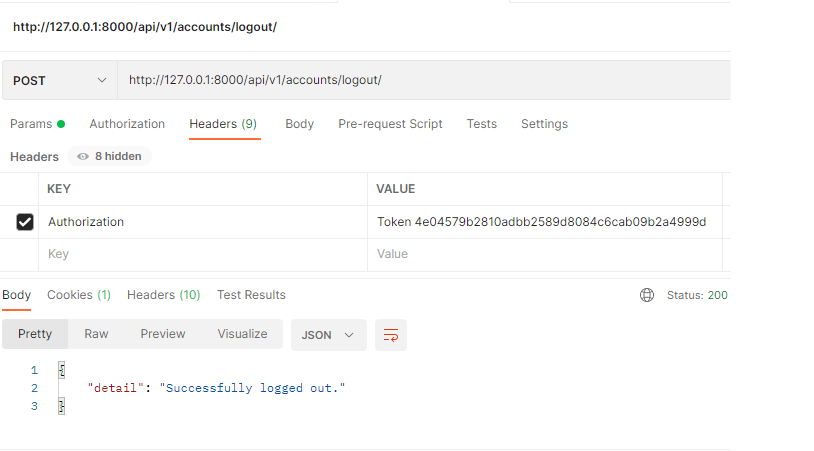 http://127.0.0.1:8000/api/v1/accounts/logout/
POST http://127.0.0.1:8000/api/v1/accounts/logout/
Params Authorization Headers (9) Body Pre-request Script Tests Settings
Headers 8 hidden
KEY VALUE
Authorization Token 4e04579b2810adbb2589d8084c6cab09b2a4999d
Key Value
Body Cookies (1) Headers (10) Test Results Status: 200
Pretty Raw Preview Visualize JSON
1 {
2 "detail": "Successfully logged out."
3 }